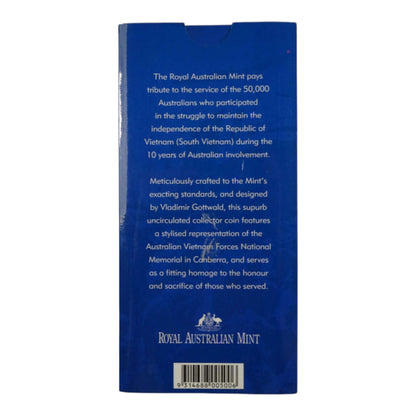 The Royal Australian Mint pays
tribute to the service of the 50,000
Australians who participated
in the struggle to maintain the
independence of the Republic of
Vietnam (South Vietnam) during the
10 years of Australian involvement.
Meticulously crafted to the Mint's
exacting standards, and designed
by Vladimir Gottwald, this superb
uncirculated collector coin features
a stylised representation of the
Australian Vietnam Forces National
Memorial in Canberra, and serves
as a fitting homage to the honour
and sacrifice of those who served.
ROYAL AUSTRALIAN MINT
9 314688 005006